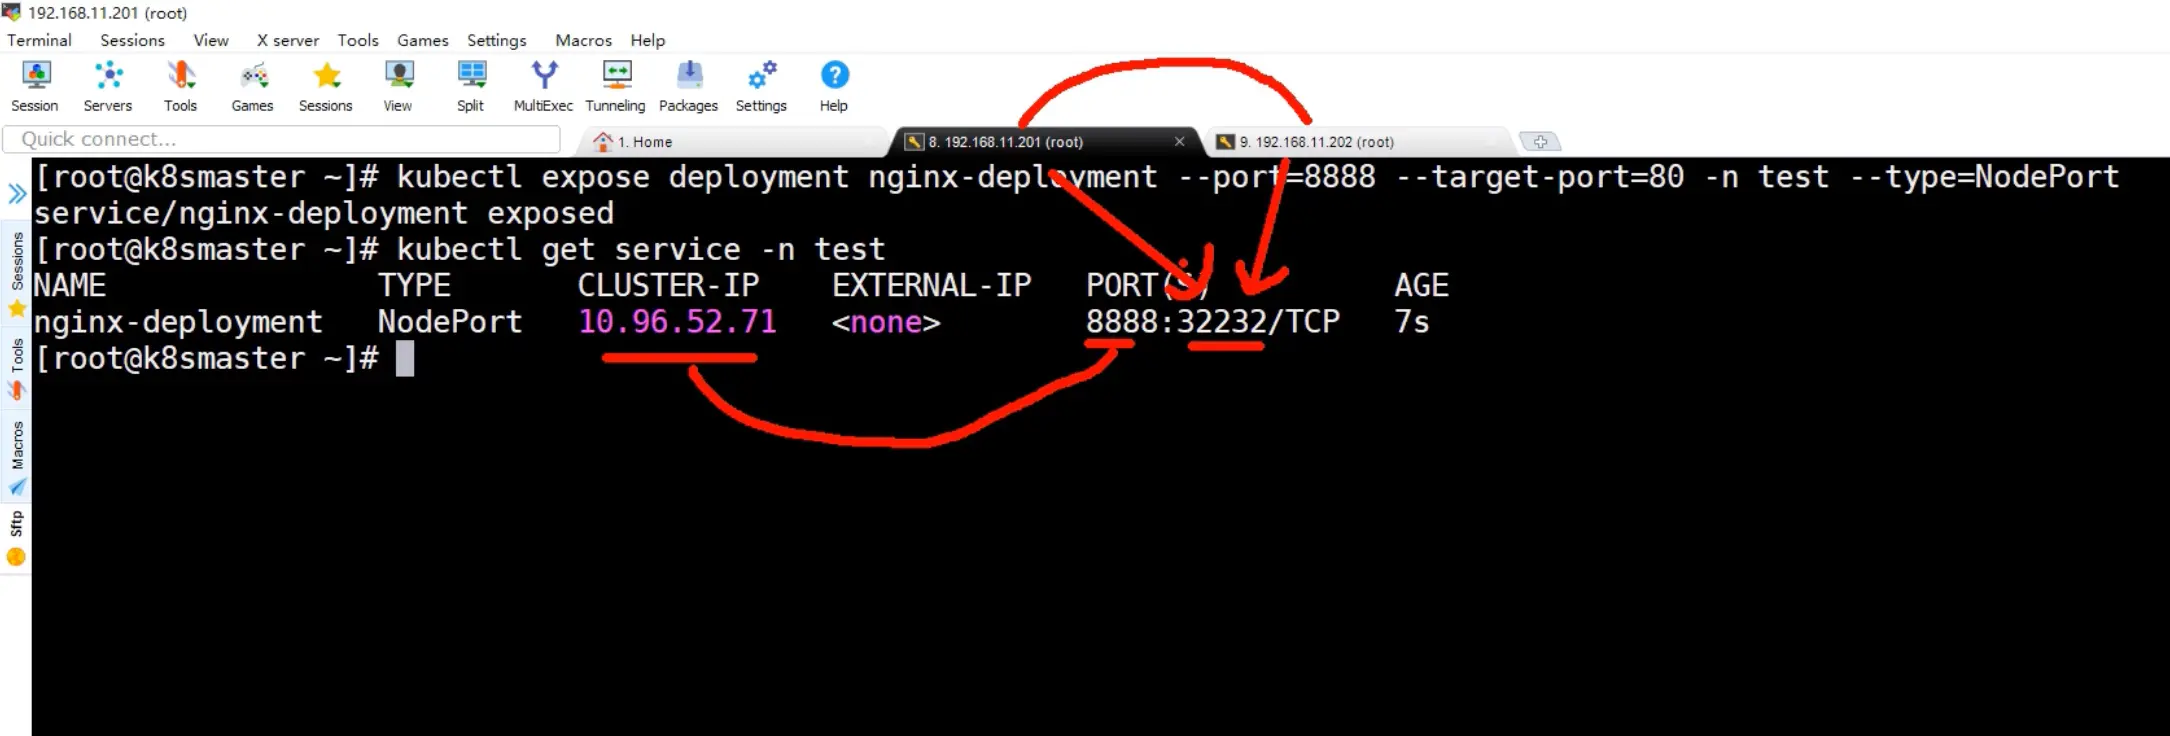 192.168.11.201 (root)
Terminal Sessions View X server Tools Games Settings Macros Help
Session Servers Tools Games Sessions View Split MultiExec Tunneling Packages Settings Help
Quick connect...
1. Home
8. 192.168.11.201 (root)
9. 192.168.11.202 (root)
[root@k8smaster ~]# kubectl expose deployment nginx-deployment --port=8888 --target-port=80 -n test --type=NodePort
service/nginx-deployment exposed
[root@k8smaster ~]# kubectl get service -n test
NAME TYPE CLUSTER-IP EXTERNAL-IP PORT(S) AGE
nginx-deployment NodePort 10.96.52.71 <none> 8888:32232/TCP 7s
[root@k8smaster ~]#
Sessions
Tools
Macros
Sftp